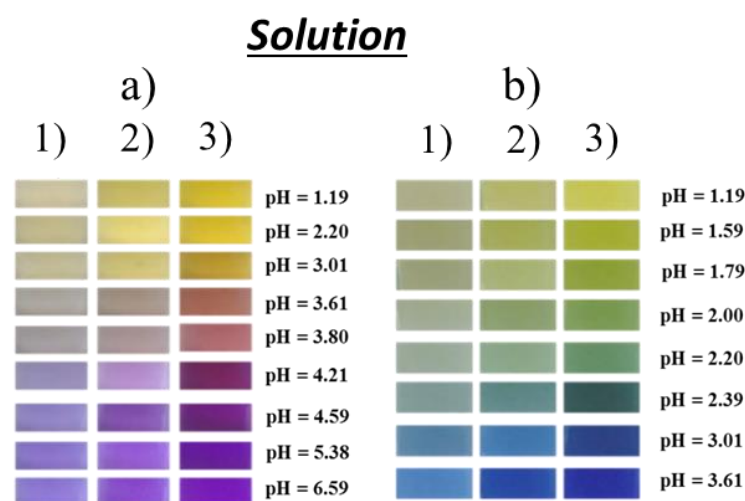 Solution
a)
1) 2) 3)
pH = 1.19
pH = 2.20
pH = 3.01
pH = 3.61
pH = 3.80
pH = 4.21
pH = 4.59
pH = 5.38
pH = 6.59
b)
1) 2) 3)
pH = 1.19
pH = 1.59
pH = 1.79
pH = 2.00
pH = 2.20
pH = 2.39
pH = 3.01
pH = 3.61